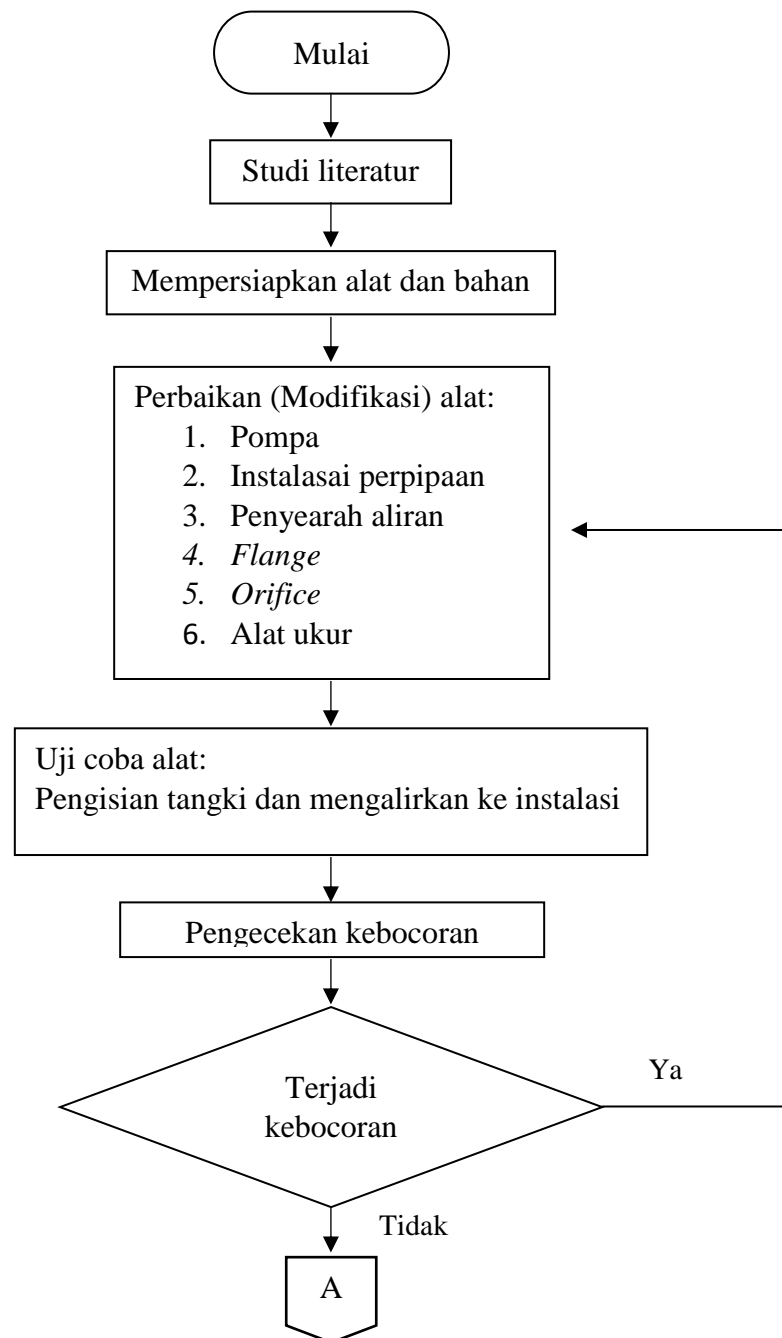 Mulai
Studi literatur
Mempersiapkan alat dan bahan
Perbaikan (Modifikasi) alat:
1. Pompa
2. Instalasai perpipaan
3. Penyearah aliran
4. Flange
5. Orifice
6. Alat ukur
Uji coba alat:
Pengisian tangki dan mengalirkan ke instalasi
Pengecekan kebocoran
Terjadi
kebocoran
Ya
Tidak
A